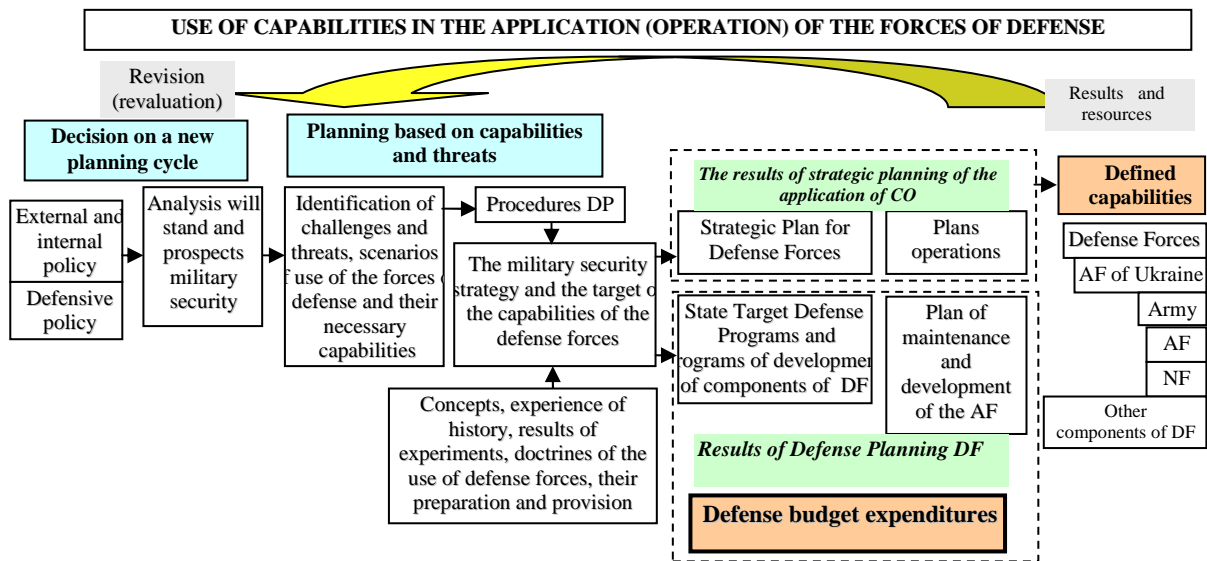 USE OF CAPABILITIES IN THE APPLICATION (OPERATION) OF THE FORCES OF DEFENSE
Revision
(revaluation)
Results and
resources
Decision on a new
planning cycle
Planning based on capabilities
and threats
External and
internal
policy
Defensive
policy
Analysis will
stand and
prospects
military
security
Identification of
challenges and
threats, scenarios
f use of the forces
defense and their
necessary
capabilities
Procedures DP
The military security
strategy and the target o
the capabilities of the
defense forces
Concepts, experience of
history, results of
experiments, doctrines of the
use of defense forces, their
preparation and provision
The results of strategic planning of the
application of CO
Strategic Plan for
Defense Forces
Plans
operations
State Target Defense
Programs and
rograms of developmen
of components of DF
Plan of
maintenance
and
development
of the AF
Results of Defense Planning DF
Defense budget expenditures
Defined
capabilities
Defense Forces
AF of Ukraine
Army
AF
NF
Other
components of DF